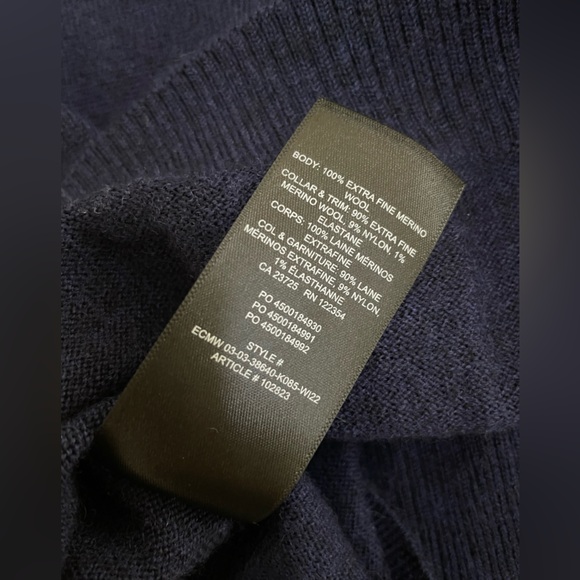 BODY: 100% EXTRA FINE MERINO
WOOL
COLLAR & TRIM: 90% EXTRA FINE
MERINO WOOL, 9% NYLON, 1%
ELASTANE
CORPS: 100% LAINE MÉRINOS
EXTRAFINE
COL & GARNITURE: 90% LAINE
MÉRINOS EXTRAFINE, 9% NYLON,
1% ÉLASTHANNE
CA 23725 RN 122354
PO 4500184830
PO 4500184991
PO 4500184992
STYLE #
ECMW 03-03-38640-K085-WI22
ARTICLE # 102823